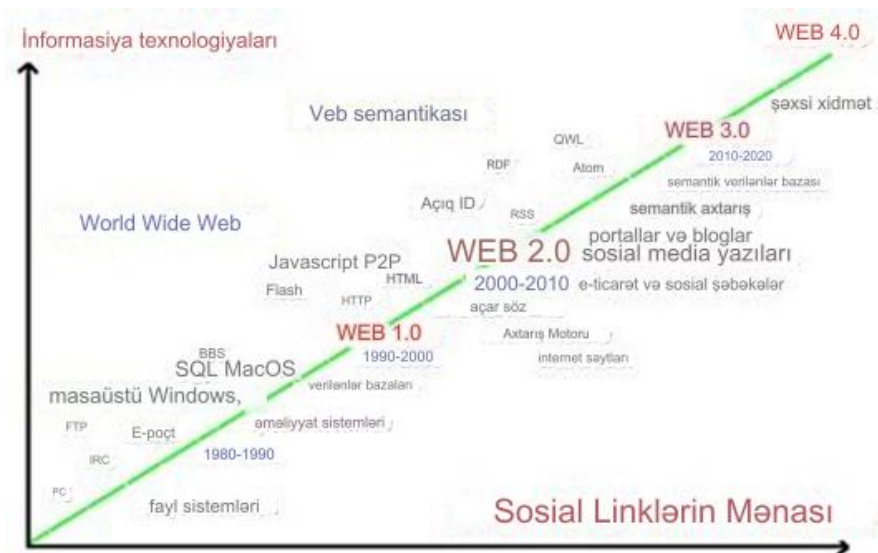 WEB 4.0
İnformasiya texnologiyaları
şəxsi xidmət
Veb semantikası
WEB 3.0
QWL
2010-2020
RDF
Atom
semantik verilənlər bazası
Açıq ID
RSS
semantik axtarış
World Wide Web
portallar və bloglar
WEB 2.0 sosial media yazıları
Javascript P2P
HTML
Flash
2000-2010 e-ticarət və sosial şəbəkələr
HTTP
açar söz
WEB 1.0
Axtarış Motoru
BBS
1990-2000
internet saytları
SQL MacOS
verilənlər bazaları
masaüstü Windows,
əməliyyat sistemləri
FTP
E-poçt
1980-1990
IRC
PC
fayl sistemləri
Sosial Linklərin Mənası